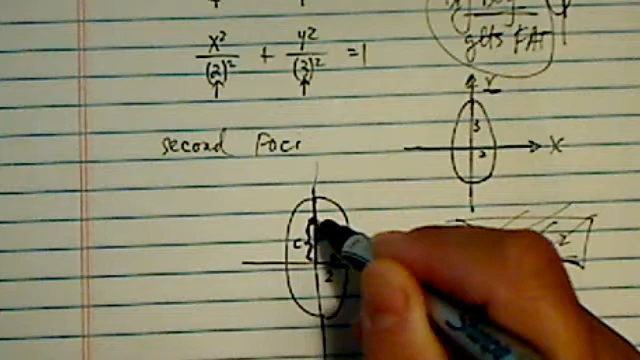 x² / (2)² + y² / (3)² = 1
gets FAT
Y
3
2
X
second Foci
c
2
2